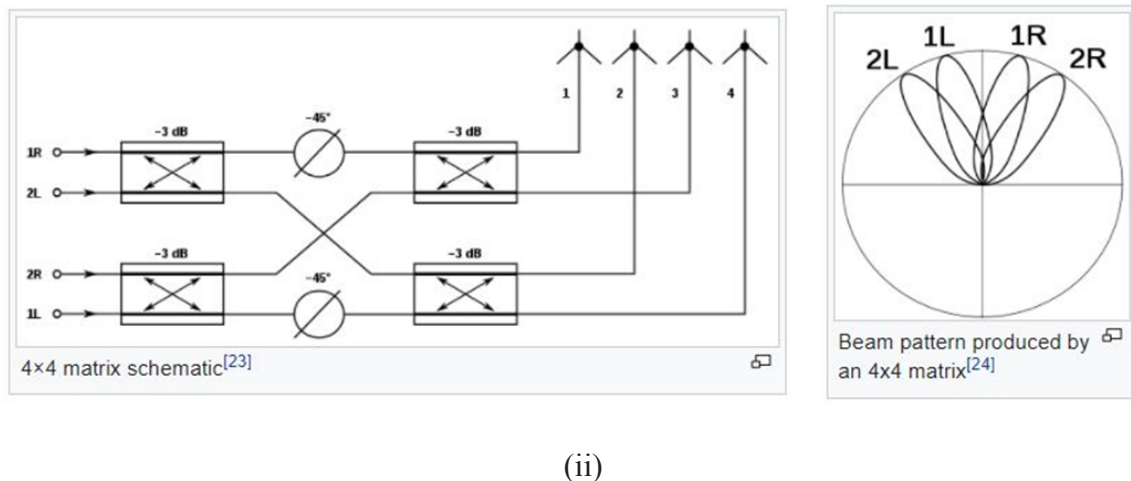 1 2 3 4
-45°
-3 dB -3 dB
1R
2L
-3 dB -3 dB
-45°
2R
1L
4×4 matrix schematic[23]
2L 1L 1R 2R
Beam pattern produced by
an 4x4 matrix[24]
(ii)